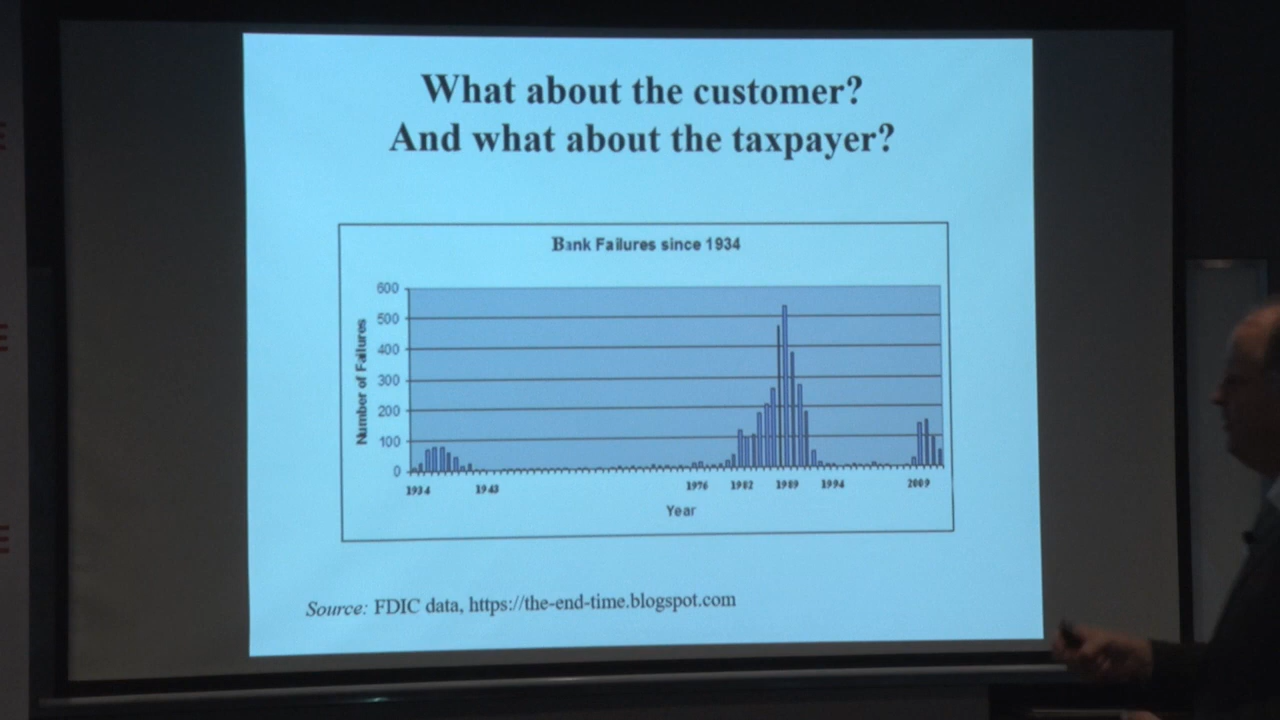 What about the customer?
And what about the taxpayer?
Bank Failures since 1934
Number of Failures
600
500
400
300
200
100
0
1934
1943
1976
1982
1989
1994
2009
Year
Source: FDIC data, https://the-end-time.blogspot.com